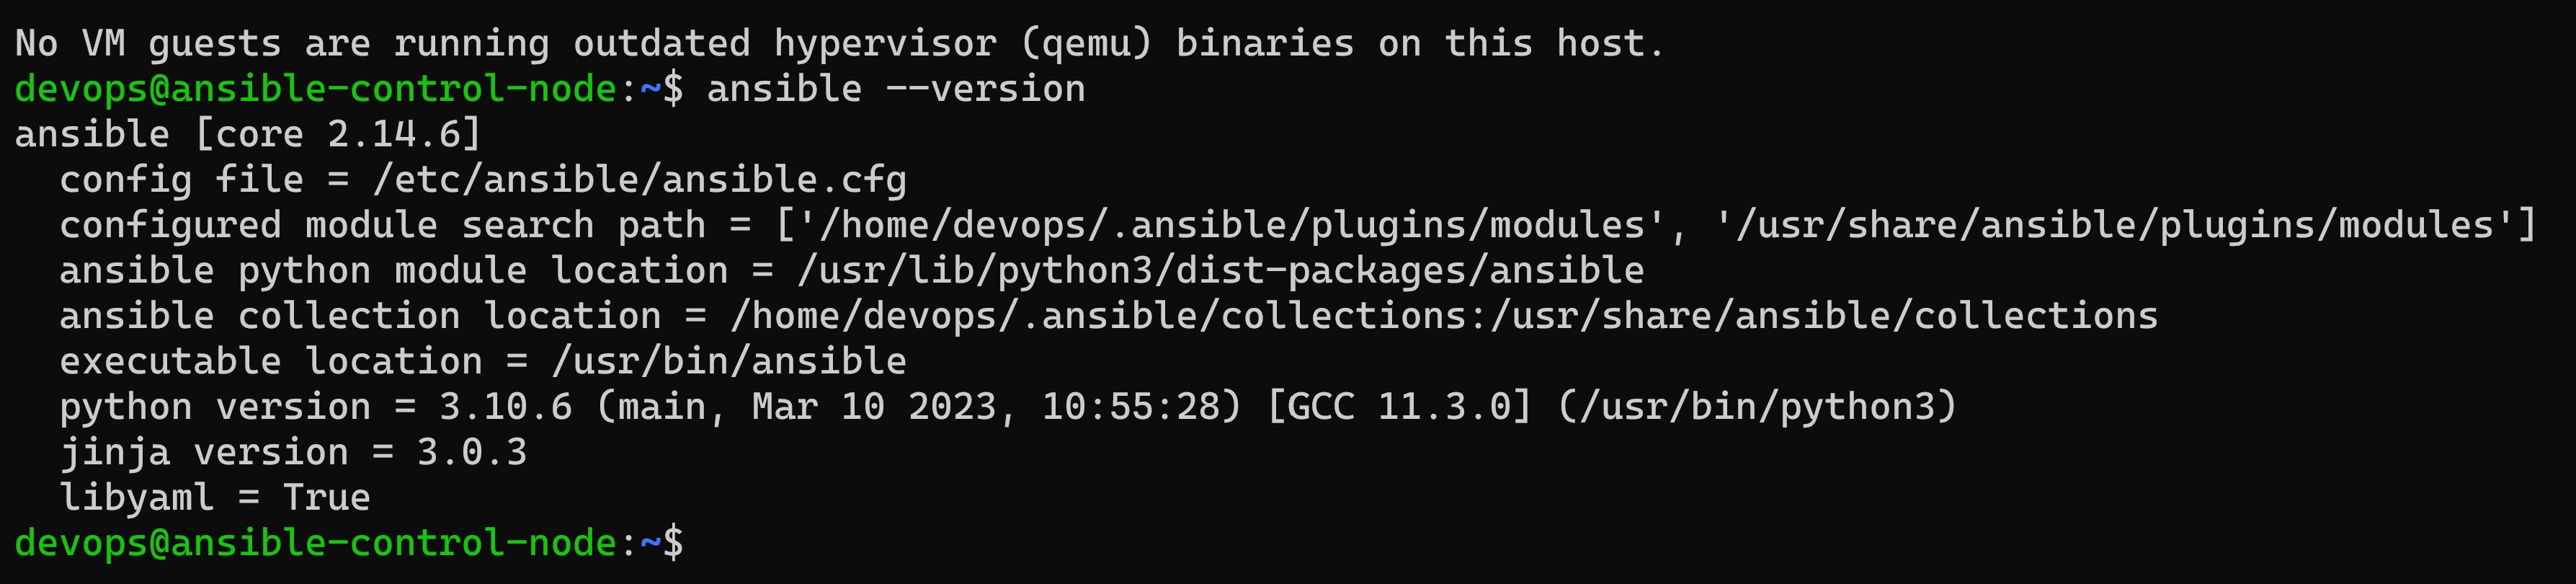 No VM guests are running outdated hypervisor (qemu) binaries on this host.
devops@ansible-control-node:~$ ansible --version
ansible [core 2.14.6]
  config file = /etc/ansible/ansible.cfg
  configured module search path = ['/home/devops/.ansible/plugins/modules', '/usr/share/ansible/plugins/modules']
  ansible python module location = /usr/lib/python3/dist-packages/ansible
  ansible collection location = /home/devops/.ansible/collections:/usr/share/ansible/collections
  executable location = /usr/bin/ansible
  python version = 3.10.6 (main, Mar 10 2023, 10:55:28) [GCC 11.3.0] (/usr/bin/python3)
  jinja version = 3.0.3
  libyaml = True
devops@ansible-control-node:~$